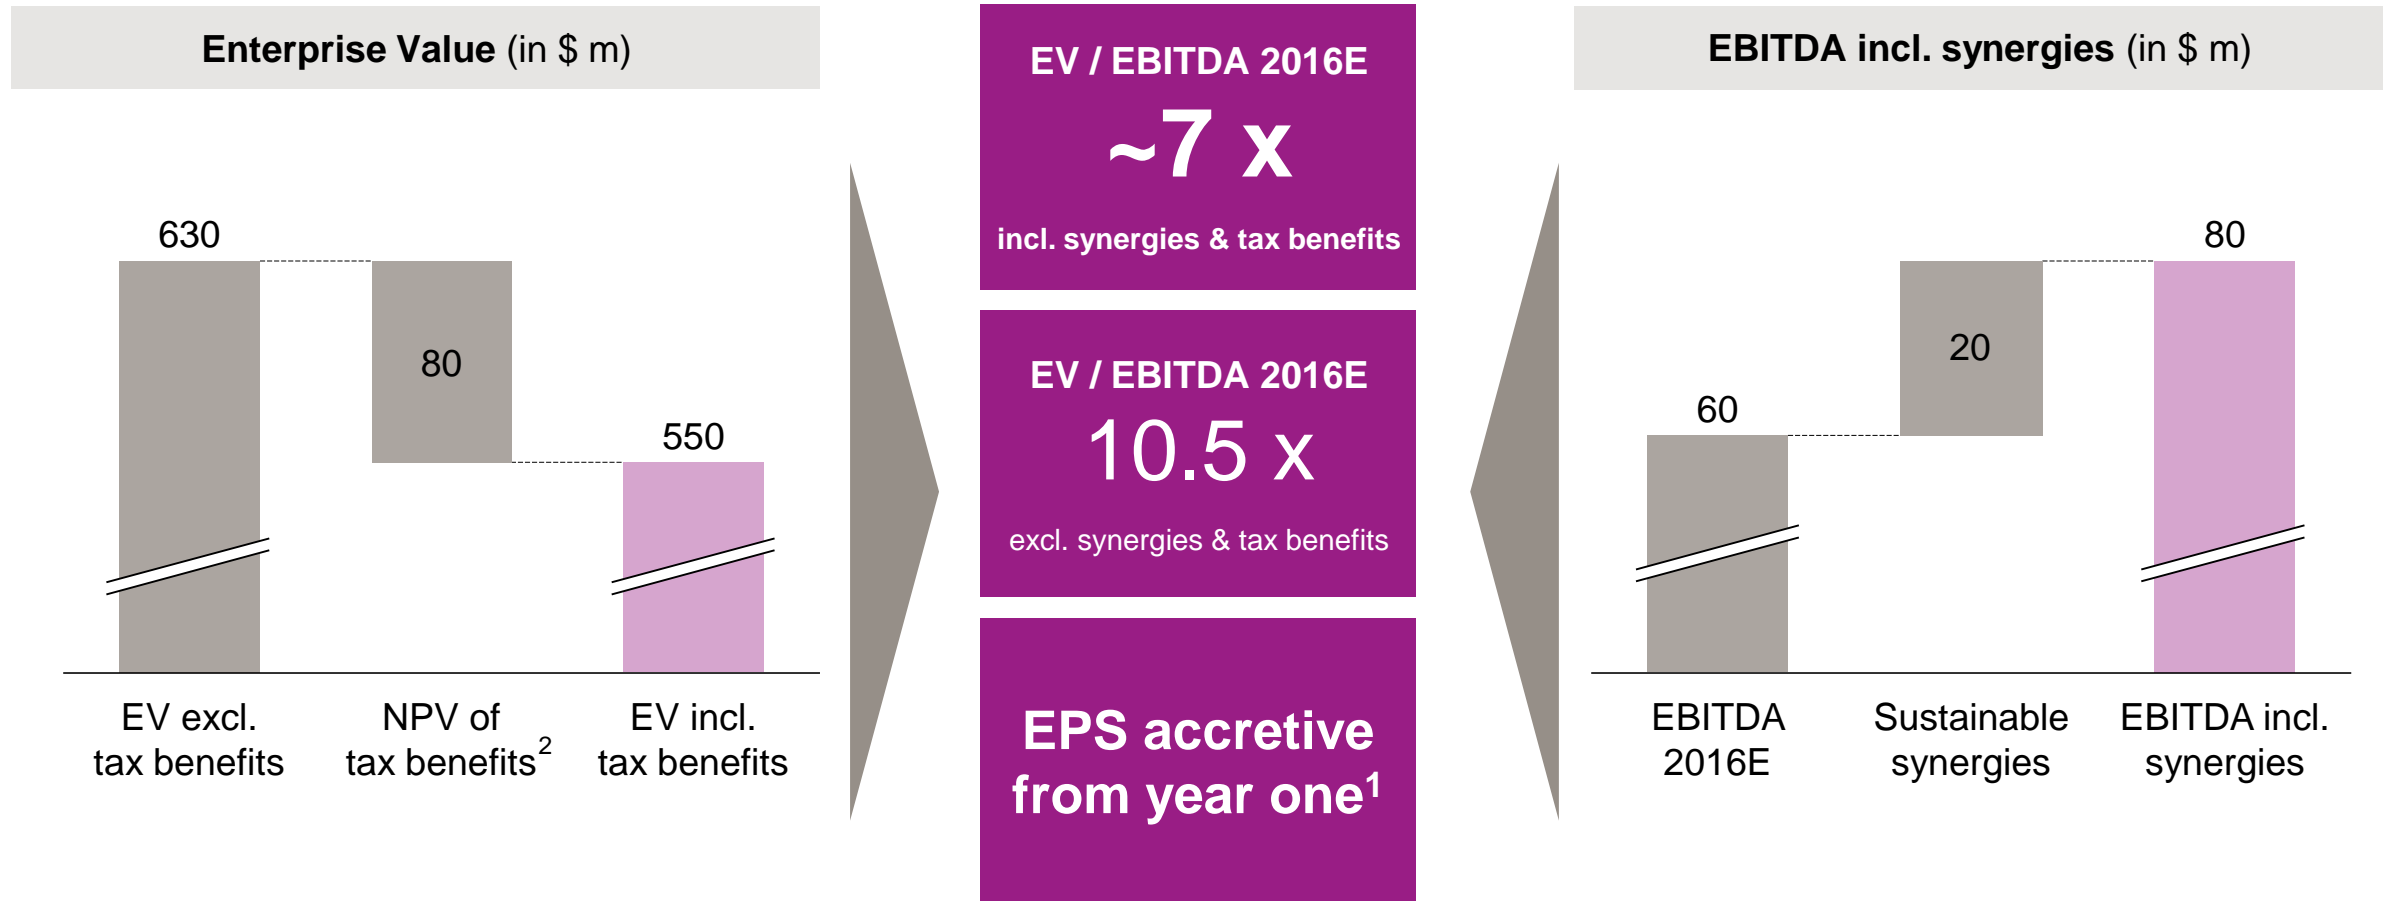 Enterprise Value (in $ m)
630
80
550
EV excl.
tax benefits
NPV of
tax benefits2
EV incl.
tax benefits
EV / EBITDA 2016E
~7 x
incl. synergies & tax benefits
EV / EBITDA 2016E
10.5 x
excl. synergies & tax benefits
EPS accretive
from year one1
EBITDA incl. synergies (in $ m)
60
20
80
EBITDA
2016E
Sustainable
synergies
EBITDA incl.
synergies